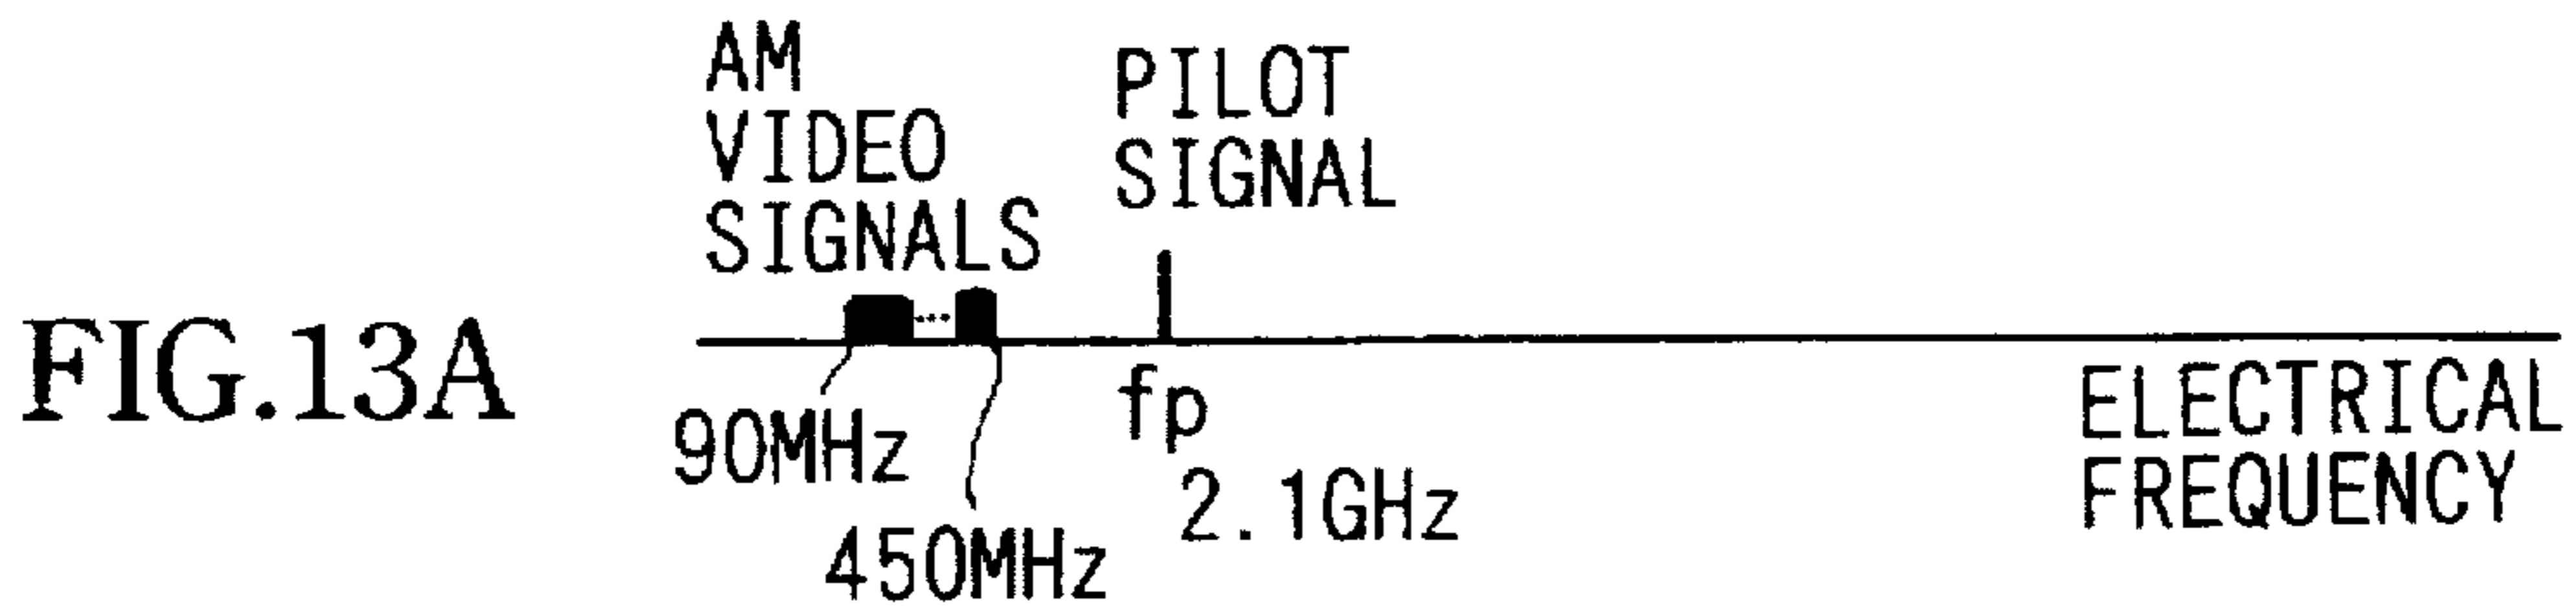 AM
VIDEO
SIGNALS
PILOT
SIGNAL
FIG.13A
90MHz
450MHz
fp
2.1GHz
ELECTRICAL
FREQUENCY